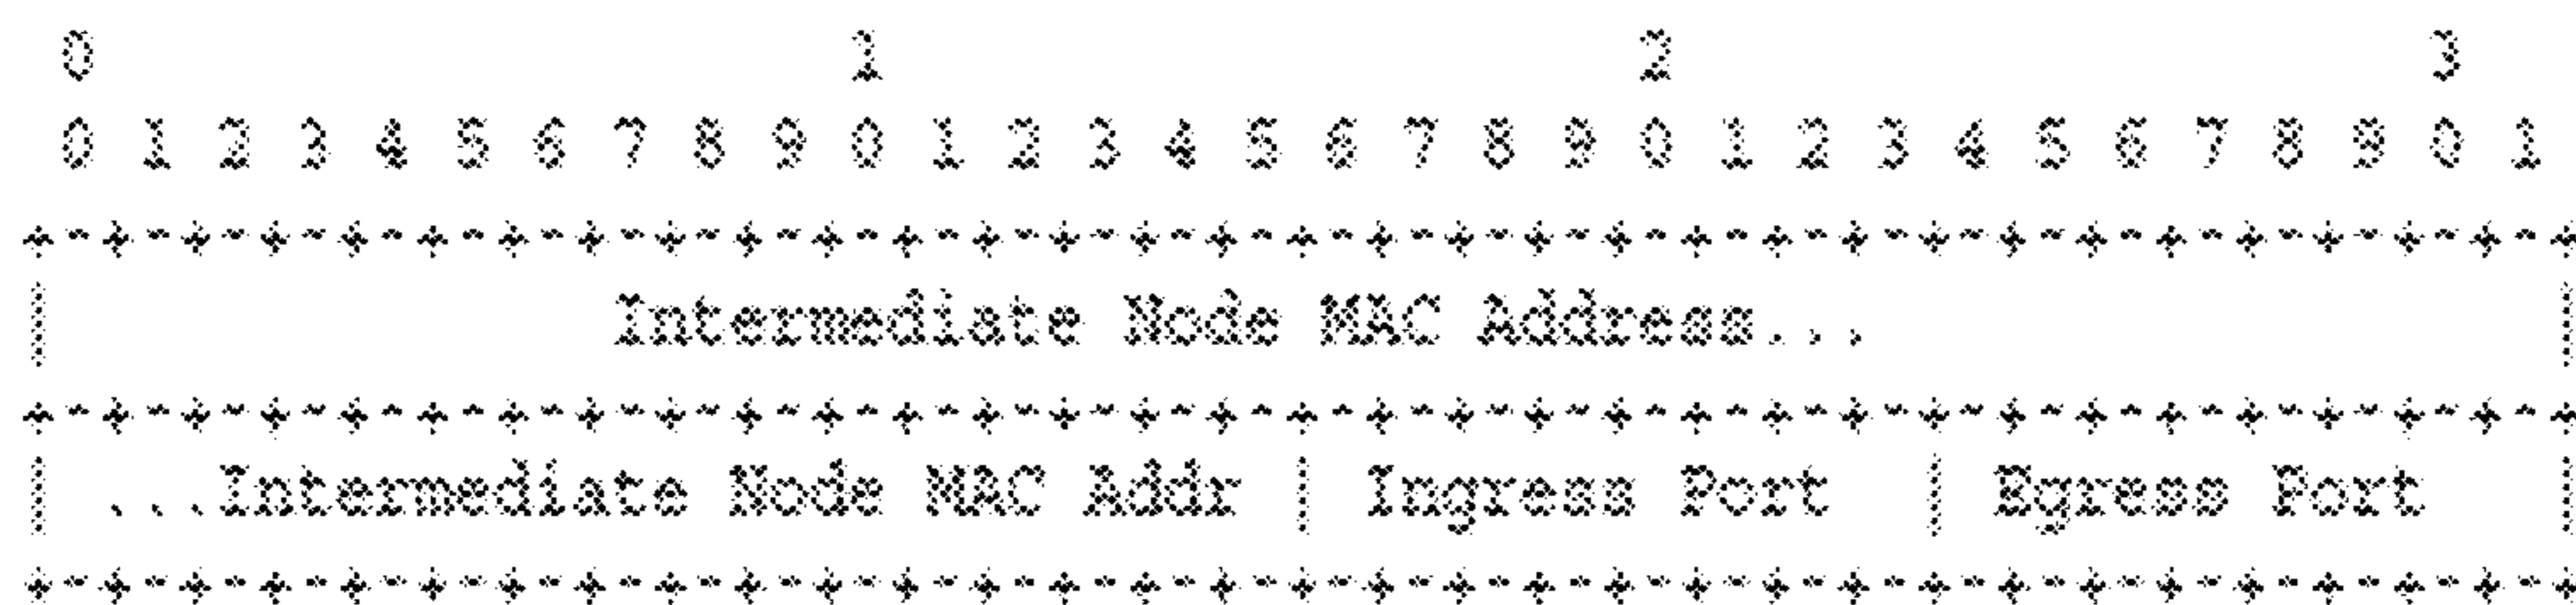 0                   1                   2                   3
 0 1 2 3 4 5 6 7 8 9 0 1 2 3 4 5 6 7 8 9 0 1 2 3 4 5 6 7 8 9 0 1
+-+-+-+-+-+-+-+-+-+-+-+-+-+-+-+-+-+-+-+-+-+-+-+-+-+-+-+-+-+-+-+-+
|              Intermediate Node MAC Address...                 |
+-+-+-+-+-+-+-+-+-+-+-+-+-+-+-+-+-+-+-+-+-+-+-+-+-+-+-+-+-+-+-+-+
| ...Intermediate Node MAC Addr | Ingress Port  | Egress Port   |
+-+-+-+-+-+-+-+-+-+-+-+-+-+-+-+-+-+-+-+-+-+-+-+-+-+-+-+-+-+-+-+-+